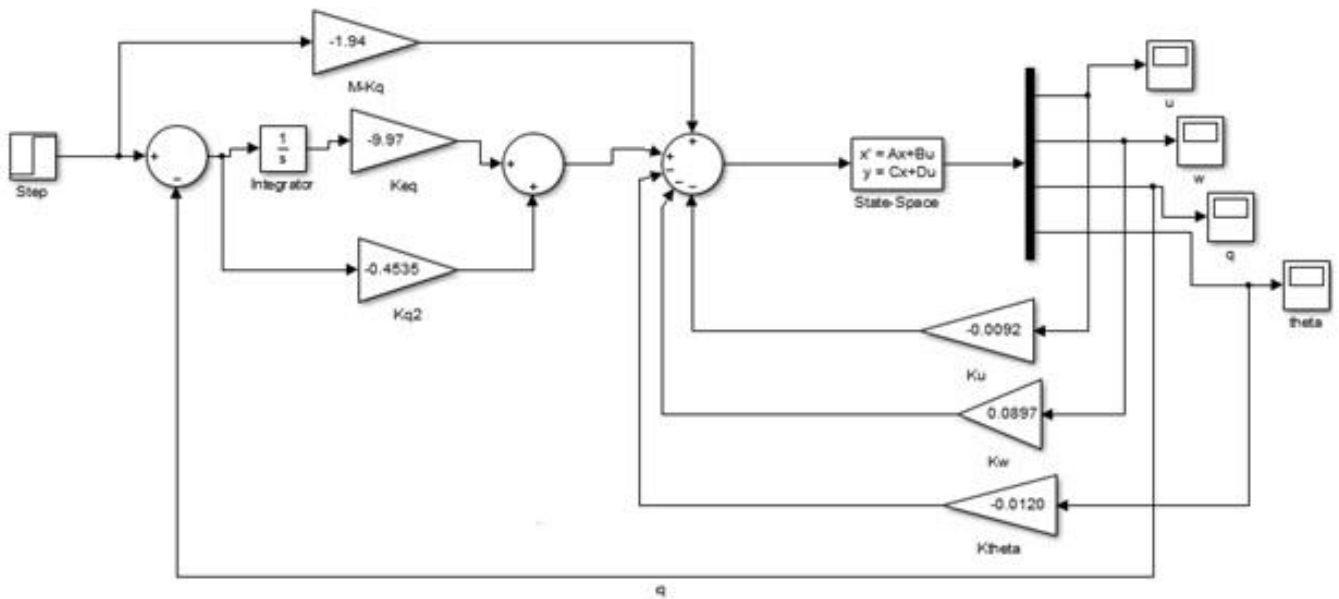 -1.94
M-Kq
Step
+
−
1
s
Integrator
-9.97
Keq
-0.4535
Kq2
+
+
+
+
−
−
−
x' = Ax+Bu
y = Cx+Du
State-Space
u
w
q
theta
-0.0092
Ku
0.0897
Kw
-0.0120
Ktheta
q